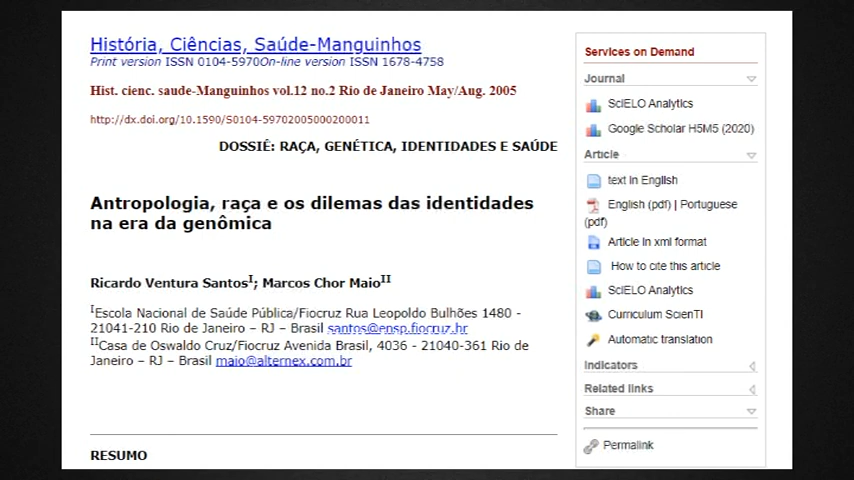 História, Ciências, Saúde-Manguinhos
Print version ISSN 0104-5970On-line version ISSN 1678-4758
Hist. cienc. saude-Manguinhos vol.12 no.2 Rio de Janeiro May/Aug. 2005
http://dx.doi.org/10.1590/S0104-59702005000200011
DOSSIÊ: RAÇA, GENÉTICA, IDENTIDADES E SAÚDE
Antropologia, raça e os dilemas das identidades
na era da genômica
Ricardo Ventura SantosI; Marcos Chor MaioII
IEscola Nacional de Saúde Pública/Fiocruz Rua Leopoldo Bulhões 1480 -
21041-210 Rio de Janeiro – RJ – Brasil santos@ensp.fiocruz.br
IICasa de Oswaldo Cruz/Fiocruz Avenida Brasil, 4036 - 21040-361 Rio de
Janeiro – RJ – Brasil maio@alternex.com.br
RESUMO
Services on Demand
Journal
SciELO Analytics
Google Scholar H5M5 (2020)
Article
text in English
English (pdf) | Portuguese
(pdf)
Article in xml format
How to cite this article
SciELO Analytics
Curriculum ScienTI
Automatic translation
Indicators
Related links
Share
Permalink